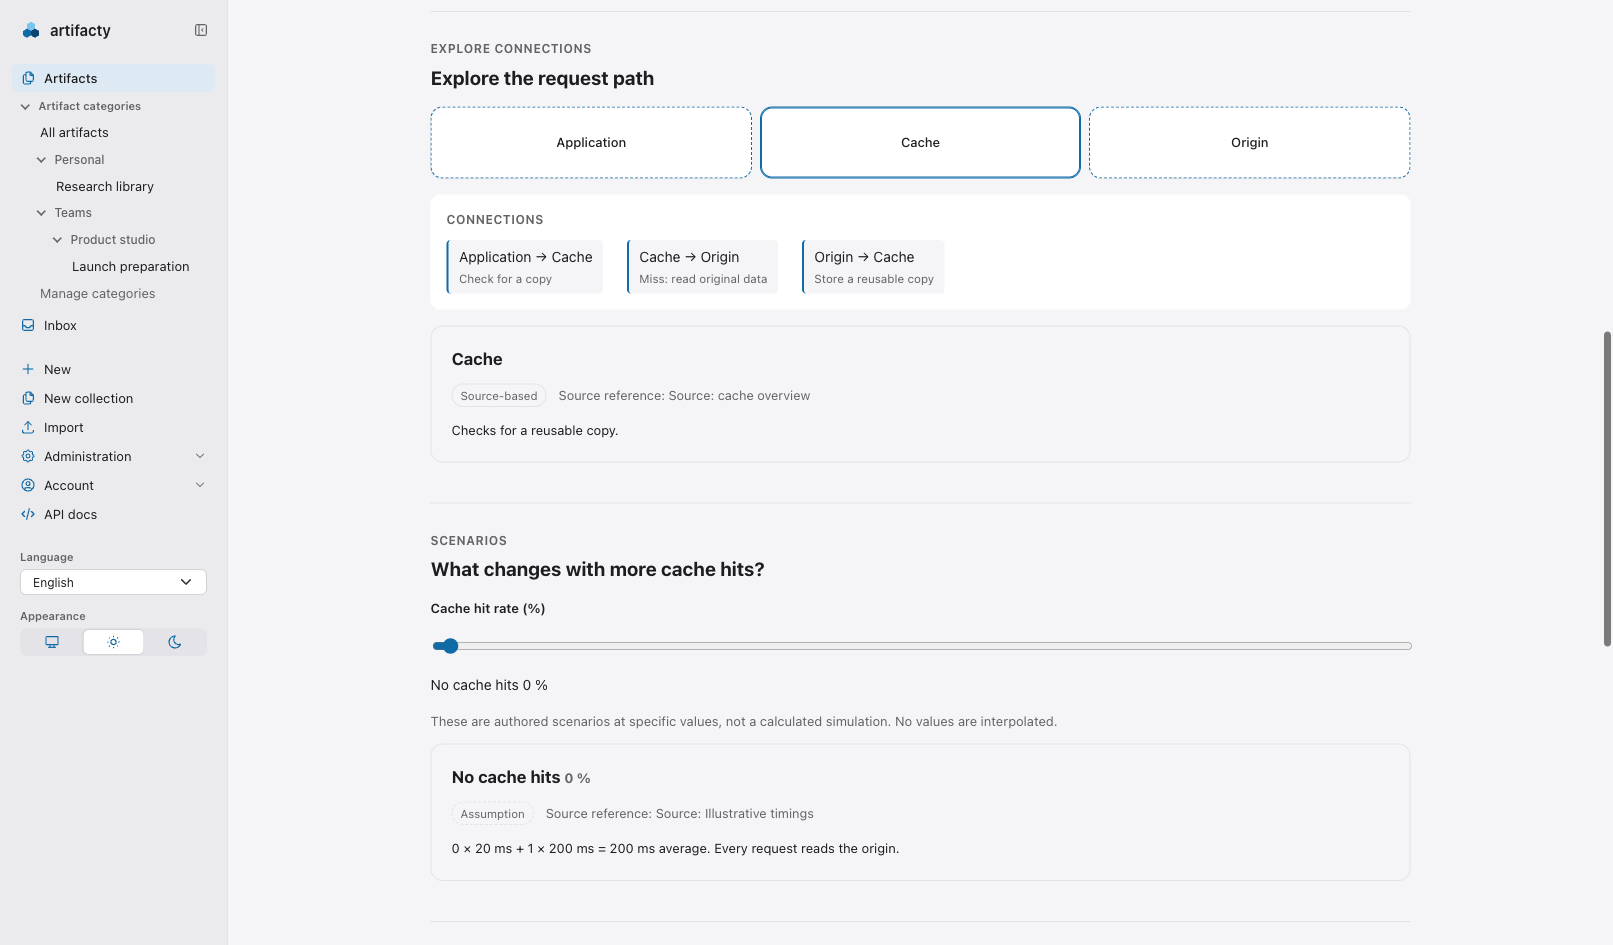 artifacty
Artifacts
Artifact categories
All artifacts
Personal
Research library
Teams
Product studio
Launch preparation
Manage categories
Inbox
New
New collection
Import
Administration
Account
API docs
Language
English
Appearance
EXPLORE CONNECTIONS
Explore the request path
Application
Cache
Origin
CONNECTIONS
Application → Cache
Check for a copy
Cache → Origin
Miss: read original data
Origin → Cache
Store a reusable copy
Cache
Source-based
Source reference: Source: cache overview
Checks for a reusable copy.
SCENARIOS
What changes with more cache hits?
Cache hit rate (%)
No cache hits 0 %
These are authored scenarios at specific values, not a calculated simulation. No values are interpolated.
No cache hits 0 %
Assumption
Source reference: Source: Illustrative timings
0 × 20 ms + 1 × 200 ms = 200 ms average. Every request reads the origin.